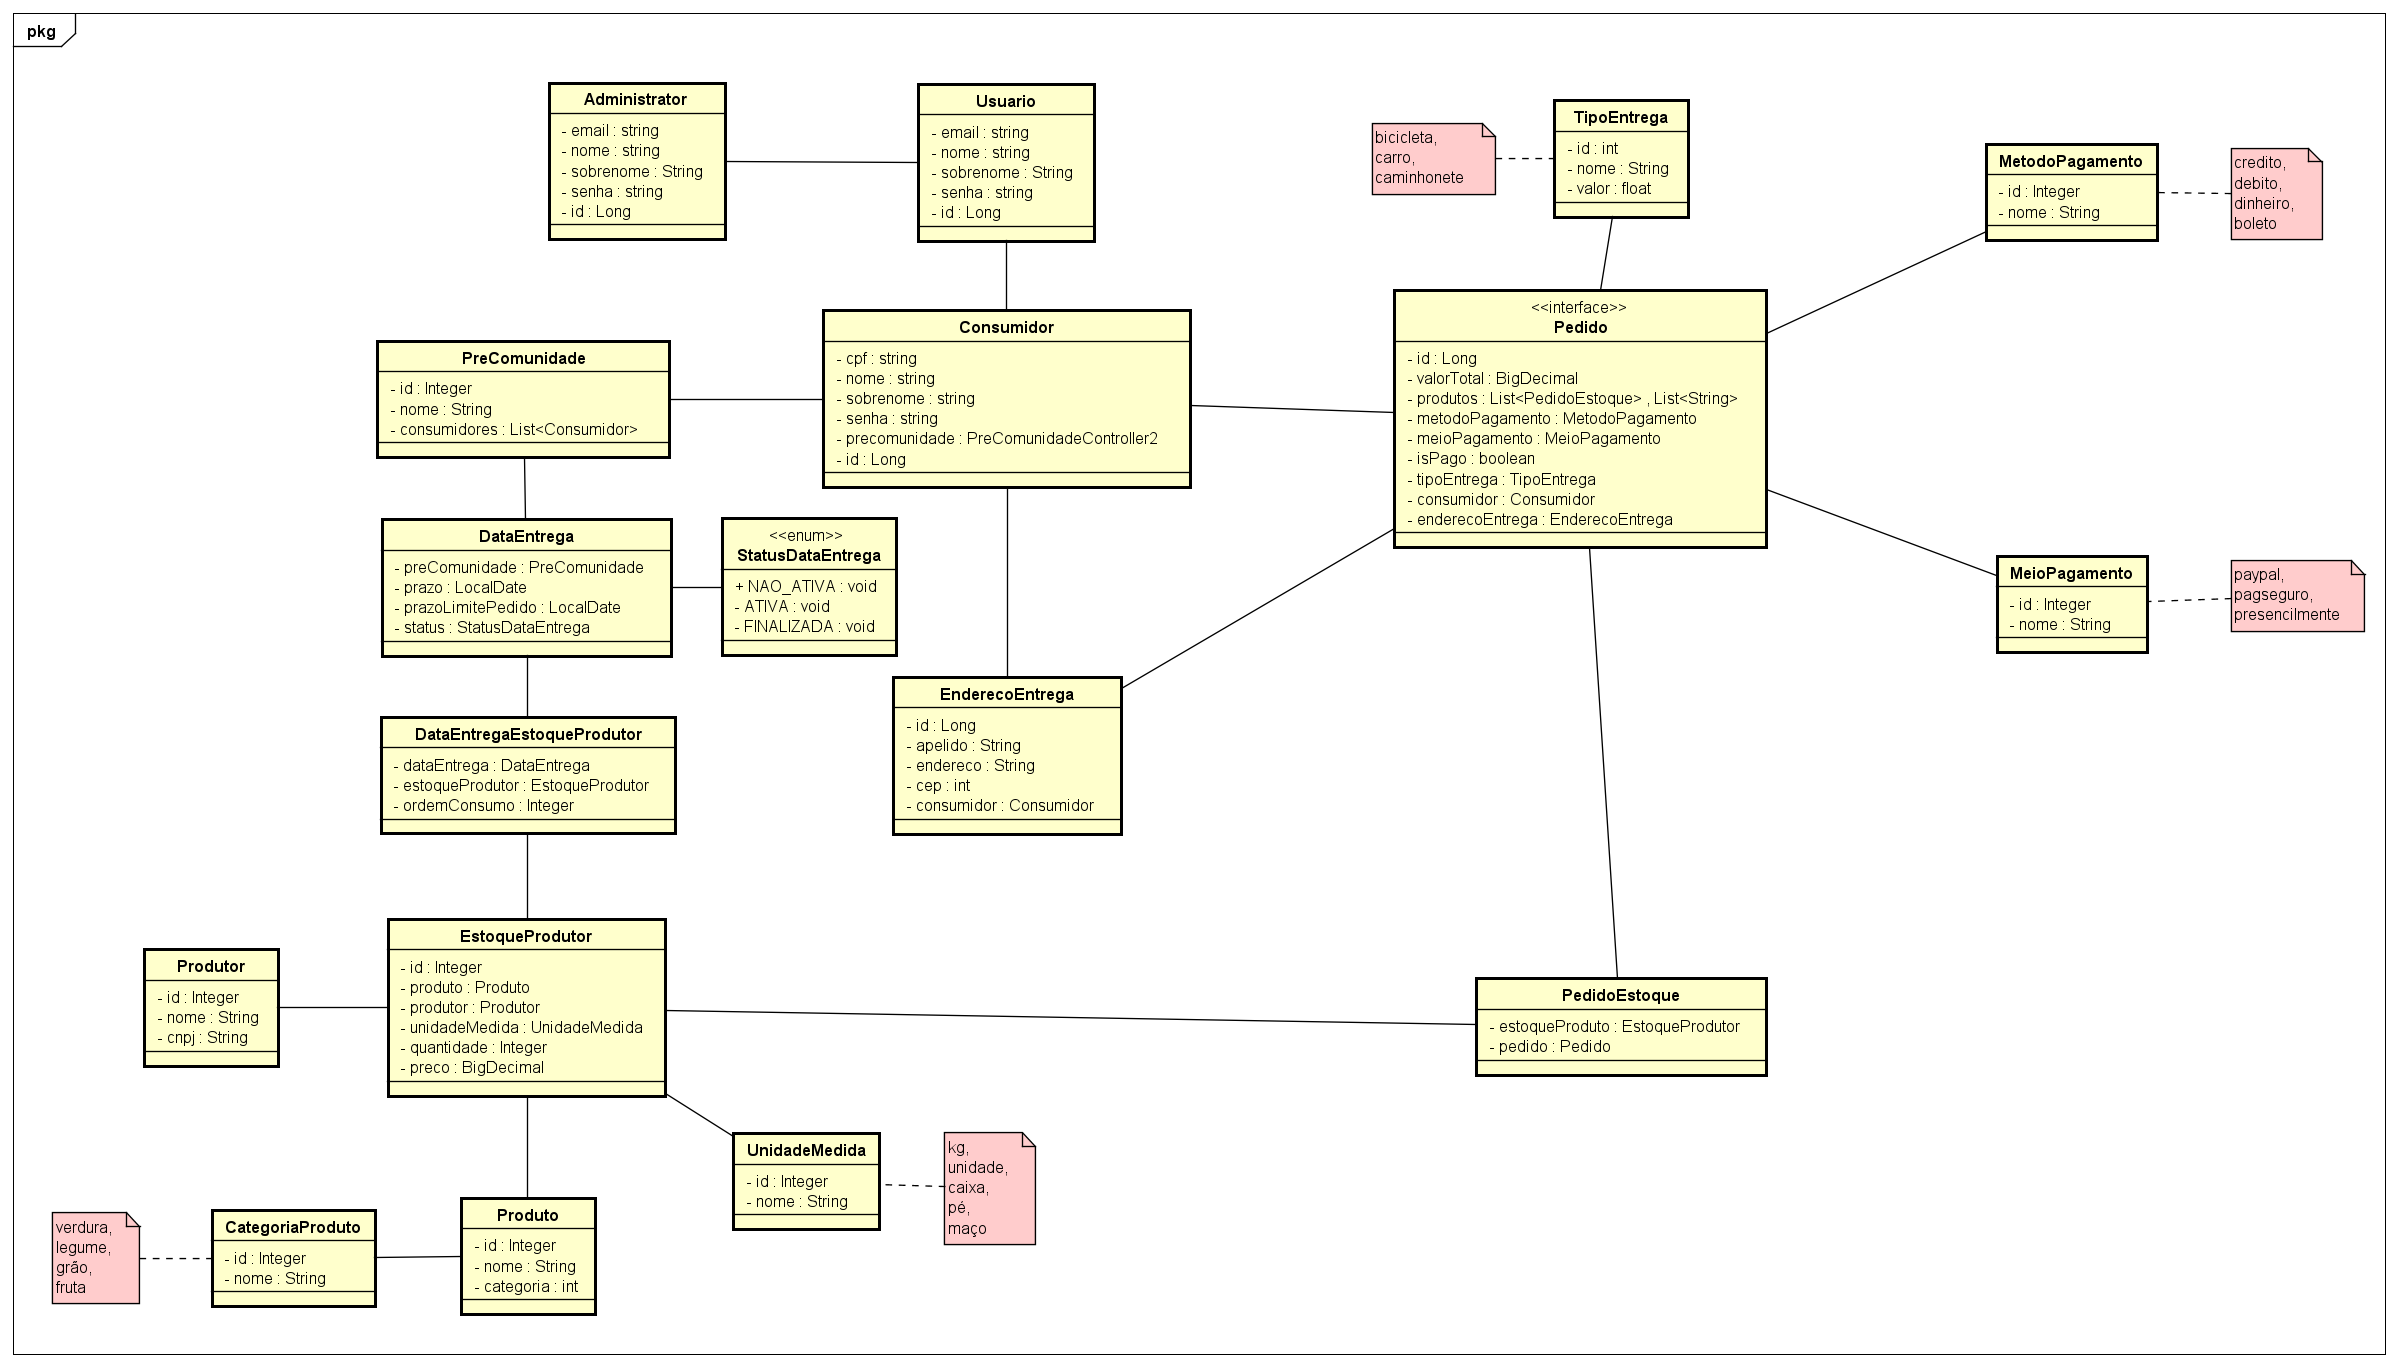 pkg
Administrator
- email : string
- nome : string
- sobrenome : String
- senha : string
- id : Long
Usuario
- email : string
- nome : string
- sobrenome : String
- senha : string
- id : Long
bicicleta,
carro,
caminhonete
TipoEntrega
- id : int
- nome : String
- valor : float
MetodoPagamento
- id : Integer
- nome : String
credito,
debito,
dinheiro,
boleto
PreComunidade
- id : Integer
- nome : String
- consumidores : List<Consumidor>
Consumidor
- cpf : string
- nome : string
- sobrenome : string
- senha : string
- precomunidade : PreComunidadeController2
- id : Long
<<interface>>
Pedido
- id : Long
- valorTotal : BigDecimal
- produtos : List<PedidoEstoque> , List<String>
- metodoPagamento : MetodoPagamento
- meioPagamento : MeioPagamento
- isPago : boolean
- tipoEntrega : TipoEntrega
- consumidor : Consumidor
- enderecoEntrega : EnderecoEntrega
DataEntrega
- preComunidade : PreComunidade
- prazo : LocalDate
- prazoLimitePedido : LocalDate
- status : StatusDataEntrega
<<enum>>
StatusDataEntrega
+ NAO_ATIVA : void
- ATIVA : void
- FINALIZADA : void
MeioPagamento
- id : Integer
- nome : String
paypal,
pagseguro,
presencilmente
EnderecoEntrega
- id : Long
- apelido : String
- endereco : String
- cep : int
- consumidor : Consumidor
DataEntregaEstoqueProdutor
- dataEntrega : DataEntrega
- estoqueProdutor : EstoqueProdutor
- ordemConsumo : Integer
Produtor
- id : Integer
- nome : String
- cnpj : String
EstoqueProdutor
- id : Integer
- produto : Produto
- produtor : Produtor
- unidadeMedida : UnidadeMedida
- quantidade : Integer
- preco : BigDecimal
PedidoEstoque
- estoqueProduto : EstoqueProdutor
- pedido : Pedido
UnidadeMedida
- id : Integer
- nome : String
kg,
unidade,
caixa,
pé,
maço
verdura,
legume,
grão,
fruta
CategoriaProduto
- id : Integer
- nome : String
Produto
- id : Integer
- nome : String
- categoria : int